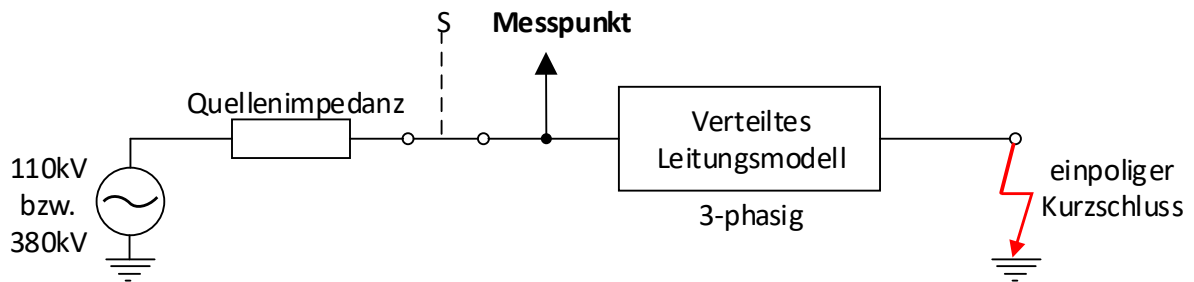 S
Messpunkt
Quellenimpedanz
110kV
bzw.
380kV
Verteiltes
Leitungsmodell
3-phasig
einpoliger
Kurzschluss